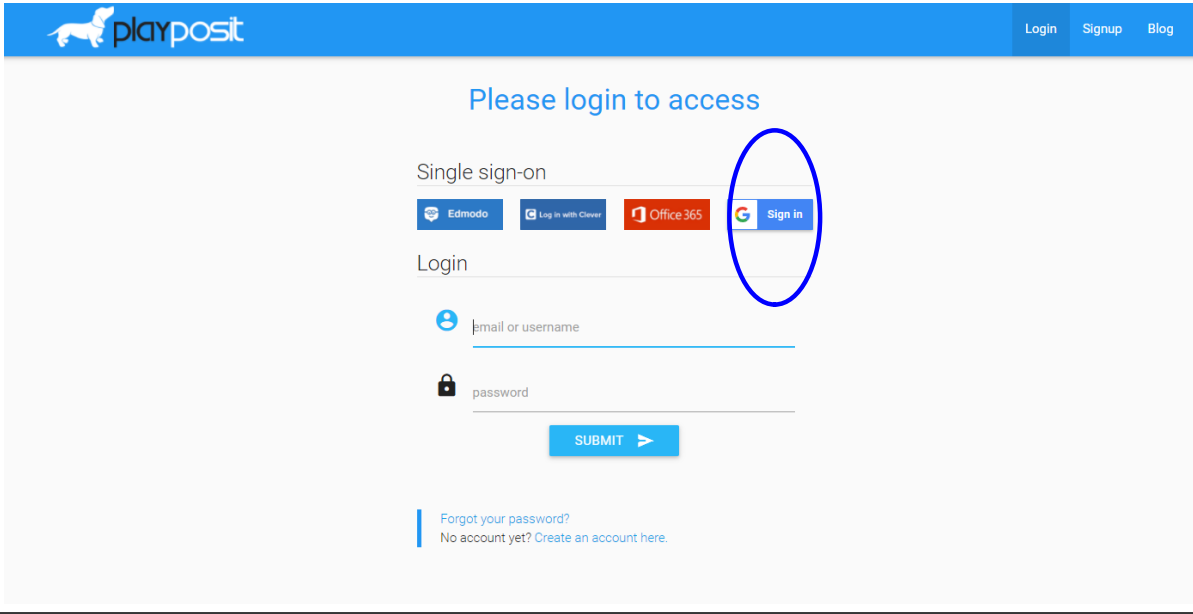 playposit
Login Signup Blog
Please login to access
Single sign-on
Edmodo Log in with Clever Office 365 Sign in
Login
email or username
password
SUBMIT
Forgot your password?
No account yet? Create an account here.